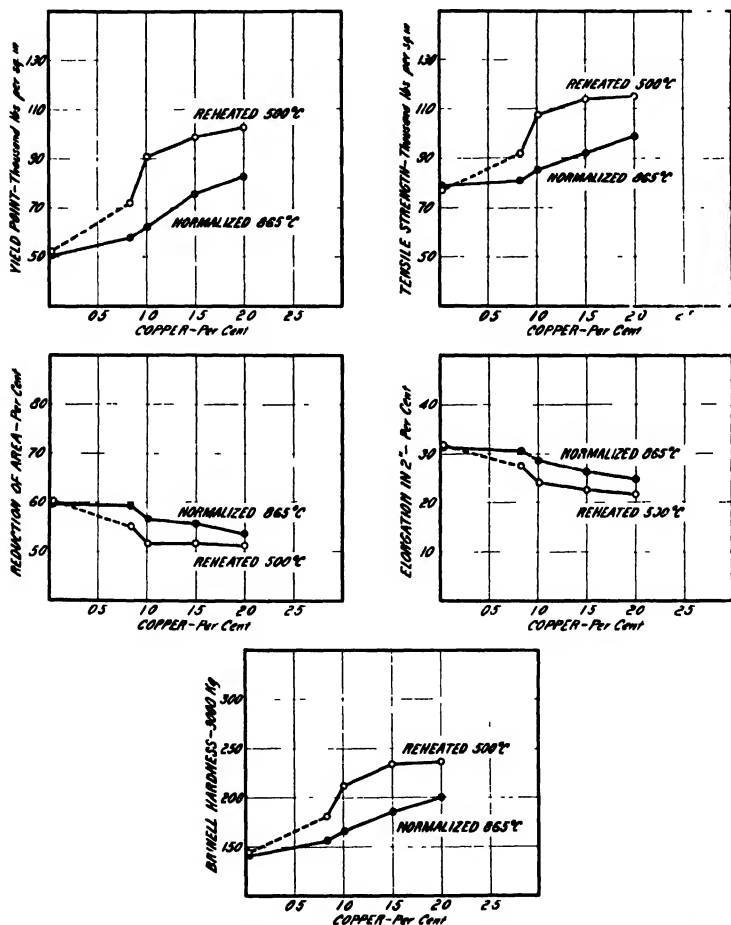 YIELD POINT-Thousand lbs per sq. in
130
110
90
70
50
REHEATED 500°C
NORMALIZED 865°C
05 10 15 20 25
COPPER-Per Cent
TENSILE STRENGTH-Thousand lbs per sq. in
130
110
90
70
50
REHEATED 500°C
NORMALIZED 865°C
05 10 15 20
COPPER-Per Cent
REDUCTION OF AREA-Per Cent
80
70
60
50
NORMALIZED 865°C
REHEATED 500°C
05 10 15 20 25
COPPER-Per Cent
ELONGATION IN 2"-Per Cent
40
30
20
10
NORMALIZED 865°C
REHEATED 500°C
05 10 15 20 25
COPPER-Per Cent
BRINELL HARDNESS-3000 Kg
300
250
200
150
REHEATED 500°C
NORMALIZED 865°C
05 10 15 20 25
COPPER-Per Cent